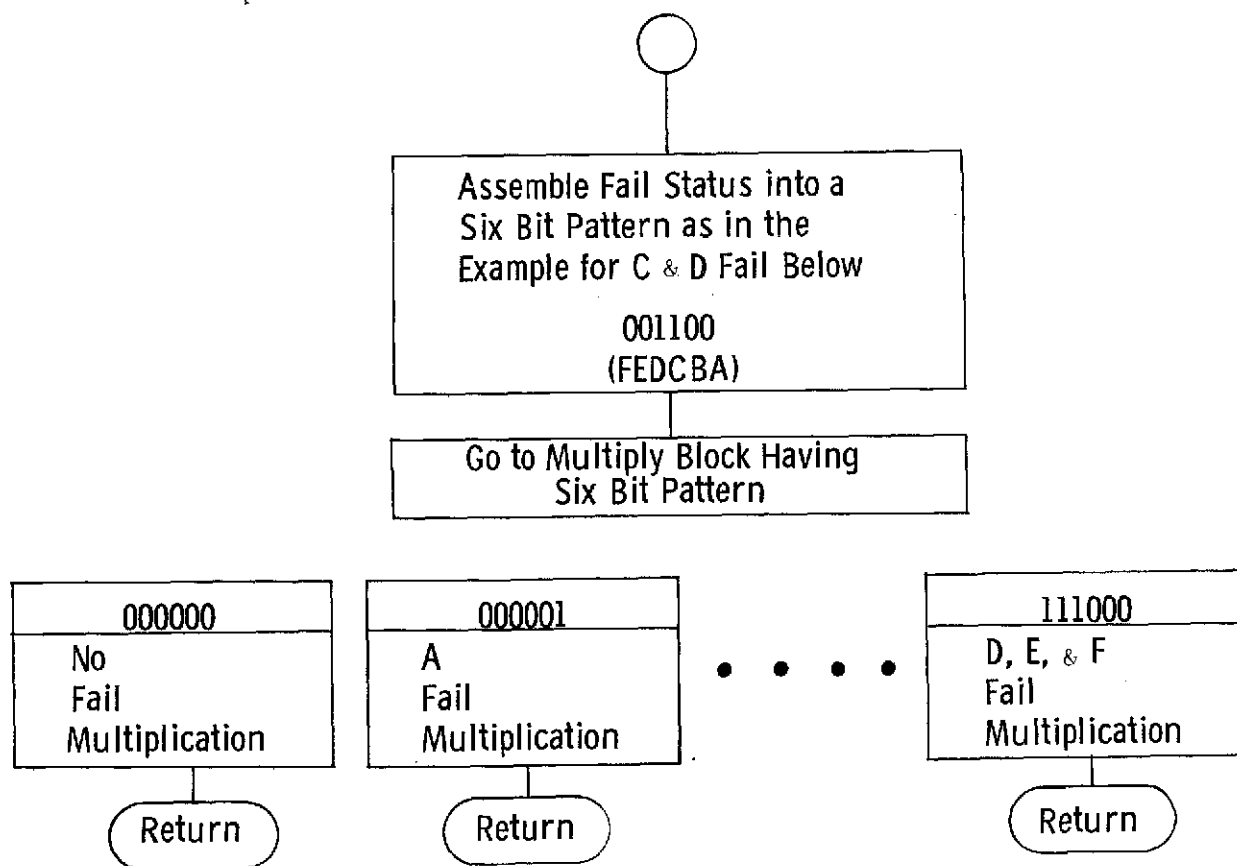 Assemble Fail Status into a
Six Bit Pattern as in the
Example for C & D Fail Below
001100
(FEDCBA)
Go to Multiply Block Having
Six Bit Pattern
000000
No
Fail
Multiplication
Return
000001
A
Fail
Multiplication
Return
111000
D, E, & F
Fail
Multiplication
Return